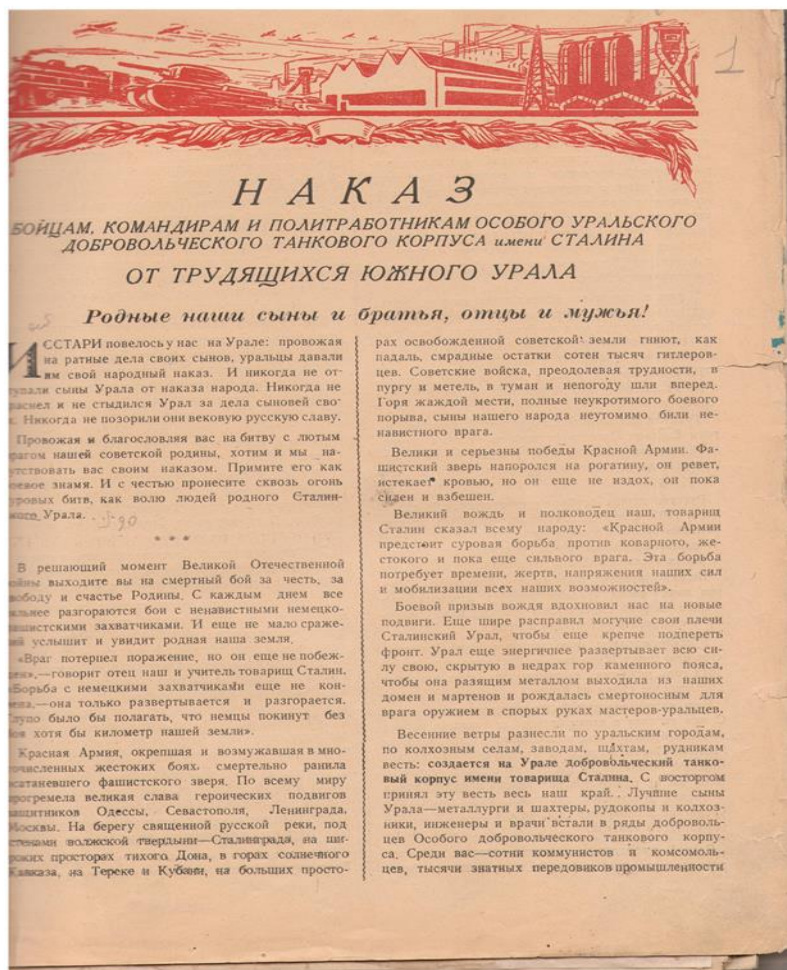 1
НАКАЗ
БОЙЦАМ, КОМАНДИРАМ И ПОЛИТРАБОТНИКАМ ОСОБОГО УРАЛЬСКОГО
ДОБРОВОЛЬЧЕСКОГО ТАНКОВОГО КОРПУСА имени СТАЛИНА
ОТ ТРУДЯЩИХСЯ ЮЖНОГО УРАЛА
Родные наши сыны и братья, отцы и мужья!
ИССТАРИ повелось у нас на Урале: провожая
на ратные дела своих сынов, уральцы давали
им свой народный наказ. И никогда не от-
тупали сыны Урала от наказа народа. Никогда не
краснел и не стыдился Урал за дела сыновей сво-
их. Никогда не позорили они вековую русскую славу.
Провожая и благословляя вас на битву с лютым
врагом нашей советской родины, хотим и мы на-
путствовать вас своим наказом. Примите его как
боевое знамя. И с честью пронесите сквозь огонь
суровых битв, как волю людей родного Сталин-
ского Урала.
* * *
В решающий момент Великой Отечественной
войны выходите вы на смертный бой за честь, за
свободу и счастье Родины. С каждым днем все
сильнее разгораются бои с ненавистными немецко-
фашистскими захватчиками. И еще не мало сраже-
ний услышит и увидит родная наша земля.
«Враг потерпел поражение, но он еще не побеж-
ден»,—говорит отец наш и учитель товарищ Сталин.
«Борьба с немецкими захватчиками еще не кон-
чена,—она только развертывается и разгорается.
Глупо было бы полагать, что немцы покинут без
боя хотя бы километр нашей земли».
Красная Армия, окрепшая и возмужавшая в мно-
гочисленных жестоких боях, смертельно ранила
осатаневшего фашистского зверя. По всему миру
прогремела великая слава героических подвигов
защитников Одессы, Севастополя, Ленинграда,
Москвы. На берегу священной русской реки, под
стенами волжской твердыни—Сталинграда, на ши-
роких просторах тихого Дона, в горах солнечного
Кавказа, на Тереке и Кубани, на больших просто-
рах освобожденной советской земли гниют, как
падаль, смрадные остатки сотен тысяч гитлеров-
цев. Советские войска, преодолевая трудности, в
пургу и метель, в туман и непогоду шли вперед.
Горя жаждой мести, полные неукротимого боевого
порыва, сыны нашего народа неутомимо били не-
навистного врага.
Велики и серьезны победы Красной Армии. Фа-
шистский зверь напоролся на рогатину, он ревет,
истекает кровью, но он еще не издох, он пока
силен и взбешен.
Великий вождь и полководец наш, товарищ
Сталин сказал всему народу: «Красной Армии
предстоит суровая борьба против коварного, же-
стокого и пока еще сильного врага. Эта борьба
потребует времени, жертв, напряжения наших сил
и мобилизации всех наших возможностей».
Боевой призыв вождя вдохновил нас на новые
подвиги. Еще шире расправил могучие свои плечи
Сталинский Урал, чтобы еще крепче подпереть
фронт. Урал еще энергичнее развертывает всю си-
лу свою, скрытую в недрах гор каменного пояса,
чтобы она разящим металлом выходила из наших
домен и мартенов и рождалась смертоносным для
врага оружием в спорых руках мастеров-уральцев.
Весенние ветры разнесли по уральским городам,
по колхозным селам, заводам, шахтам, рудникам
весть: создается на Урале добровольческий танко-
вый корпус имени товарища Сталина. С восторгом
принял эту весть весь наш край. Лучшие сыны
Урала—металлурги и шахтеры, рудокопы и колхоз-
ники, инженеры и врачи встали в ряды доброволь-
цев Особого добровольческого танкового корпу-
са. Среди вас—сотни коммунистов и комсомоль-
цев, тысячи знатных передовиков промышленности